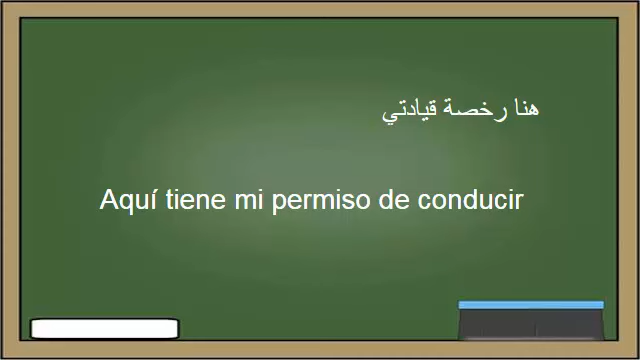 هنا رخصة قيادتي
Aquí tiene mi permiso de conducir